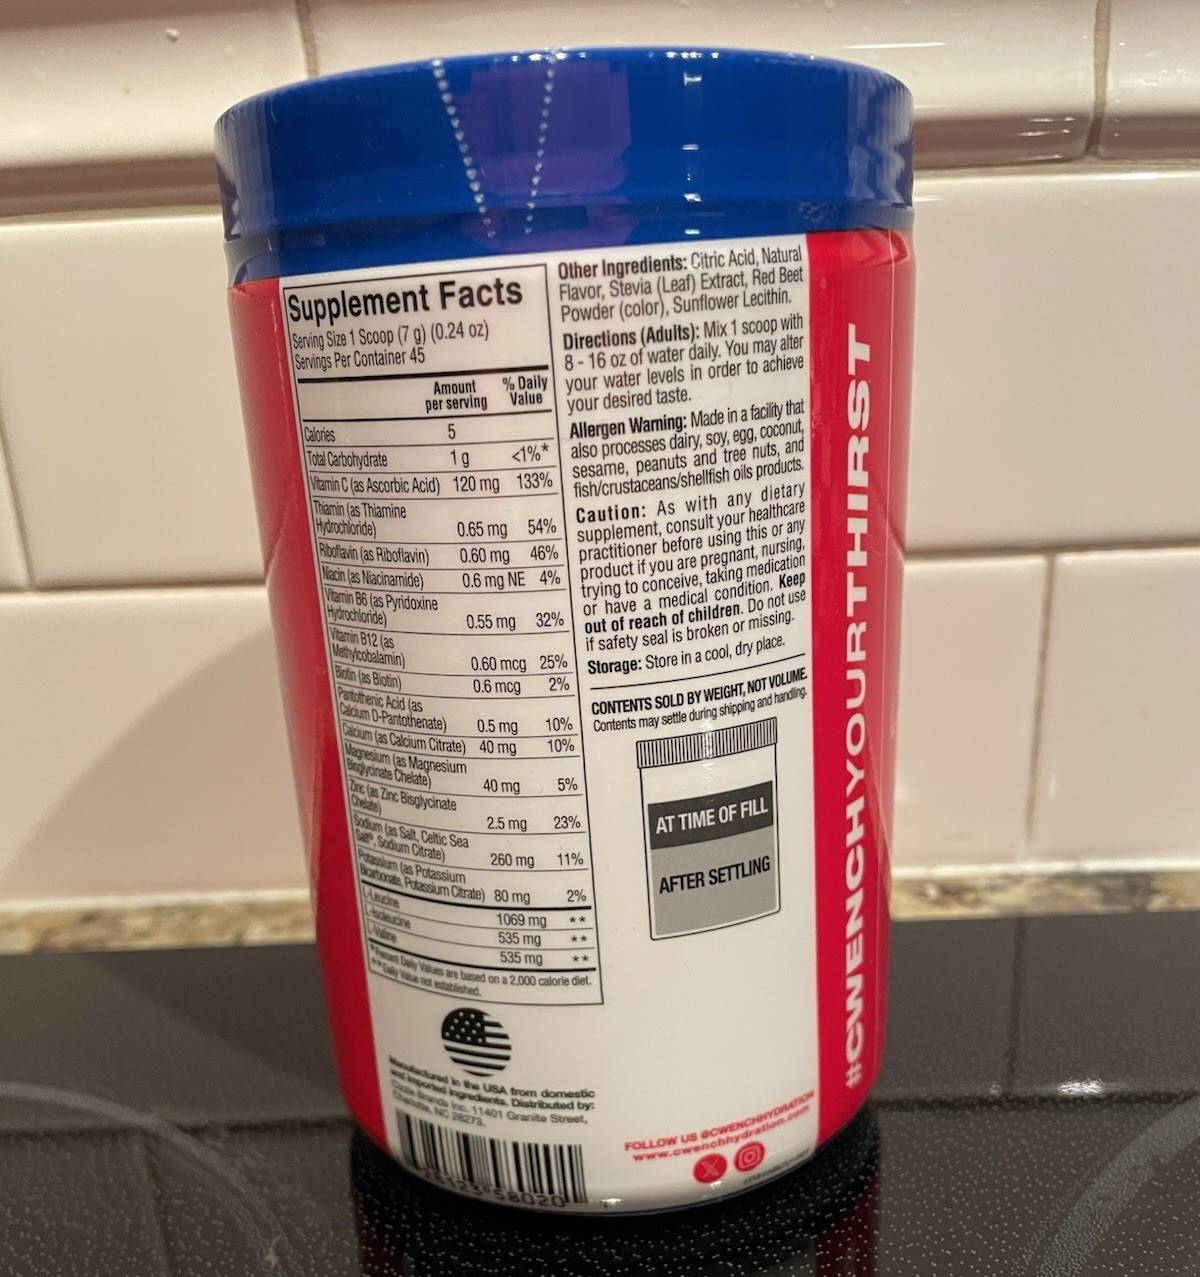 Supplement Facts
Serving Size 1 Scoop (7 g) (0.24 oz)
Servings Per Container 45
Amount per serving % Daily Value
Calories 5
Total Carbohydrate 1 g <1%*
Vitamin C (as Ascorbic Acid) 120 mg 133%
Thiamin (as Thiamine
Hydrochloride) 0.65 mg 54%
Riboflavin (as Riboflavin) 0.60 mg 46%
Niacin (as Niacinamide) 0.6 mg NE 4%
Vitamin B6 (as Pyridoxine
Hydrochloride) 0.55 mg 32%
Vitamin B12 (as
Methylcobalamin) 0.60 mcg 25%
Biotin (as Biotin) 0.6 mcg 2%
Pantothenic Acid (as
Calcium D-Pantothenate) 0.5 mg 10%
Calcium (as Calcium Citrate) 40 mg 10%
Magnesium (as Magnesium
Bisglycinate Chelate) 40 mg 5%
Zinc (as Zinc Bisglycinate
Chelate) 2.5 mg 23%
Sodium (as Salt, Celtic Sea
Salt®, Sodium Citrate) 260 mg 11%
Potassium (as Potassium
Bicarbonate, Potassium Citrate) 80 mg 2%
L-Leucine 1069 mg **
L-Isoleucine 535 mg **
L-Valine 535 mg **
*Percent Daily Values are based on a 2,000 calorie diet.
**Daily Value not established.
Manufactured in the USA from domestic
and imported ingredients. Distributed by:
Brands Inc. 11401 Granite Street,
Charlotte, NC 28273.
58020
Other Ingredients: Citric Acid, Natural
Flavor, Stevia (Leaf) Extract, Red Beet
Powder (color), Sunflower Lecithin.
Directions (Adults): Mix 1 scoop with
8 - 16 oz of water daily. You may alter
your water levels in order to achieve
your desired taste.
Allergen Warning: Made in a facility that
also processes dairy, soy, egg, coconut,
sesame, peanuts and tree nuts, and
fish/crustaceans/shellfish oils products.
Caution: As with any dietary
supplement, consult your healthcare
practitioner before using this or any
product if you are pregnant, nursing,
trying to conceive, taking medication
or have a medical condition. Keep
out of reach of children. Do not use
if safety seal is broken or missing.
Storage: Store in a cool, dry place.
CONTENTS SOLD BY WEIGHT, NOT VOLUME.
Contents may settle during shipping and handling.
AT TIME OF FILL
AFTER SETTLING
FOLLOW US @CWENCHHYDRATION
www.cwenchhydration.com
#CWENCHYOURTHIRST